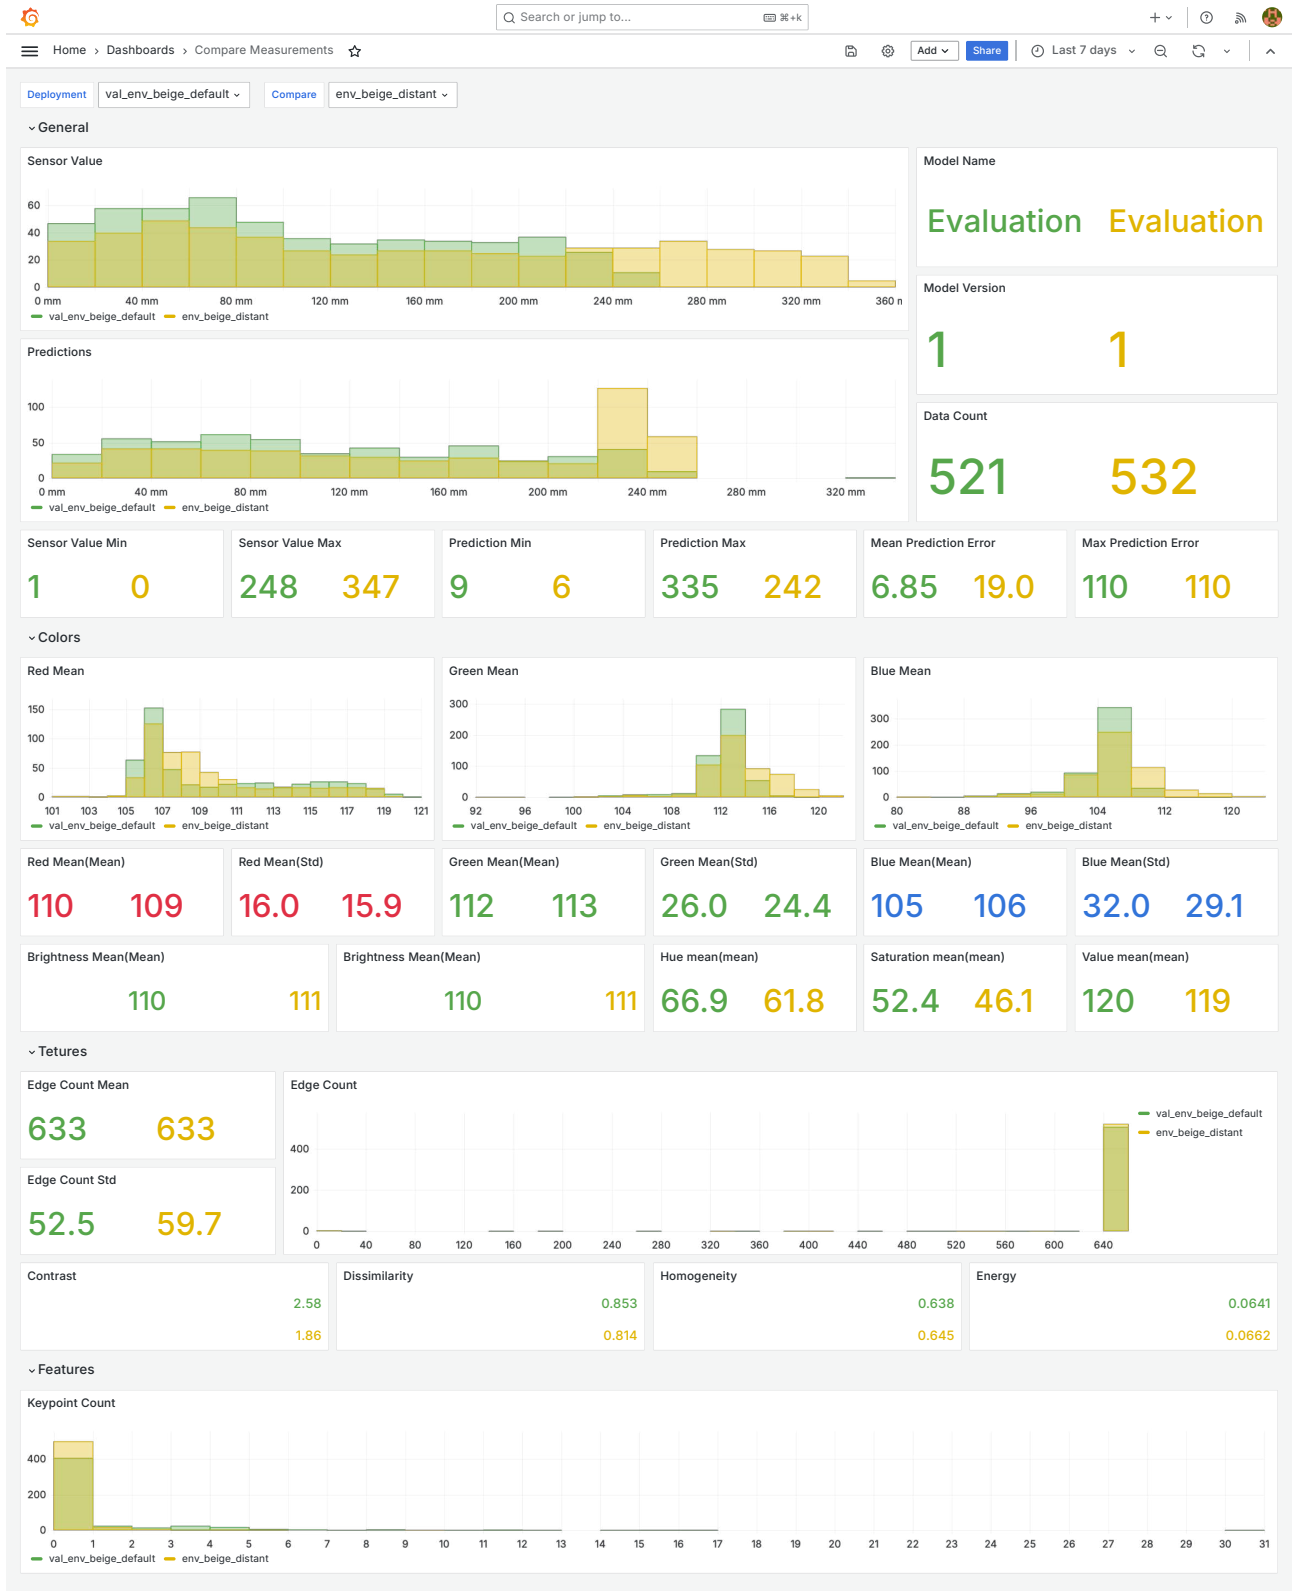 Search or jump to... ⌘+k
Home › Dashboards › Compare Measurements
Add Share Last 7 days
Deployment val_env_beige_default Compare env_beige_distant
General
Sensor Value
60
40
20
0
0 mm 40 mm 80 mm 120 mm 160 mm 200 mm 240 mm 280 mm 320 mm 360 n
val_env_beige_default env_beige_distant
Model Name
Evaluation Evaluation
Model Version
1 1
Predictions
100
50
0
0 mm 40 mm 80 mm 120 mm 160 mm 200 mm 240 mm 280 mm 320 mm
val_env_beige_default env_beige_distant
Data Count
521 532
Sensor Value Min
1 0
Sensor Value Max
248 347
Prediction Min
9 6
Prediction Max
335 242
Mean Prediction Error
6.85 19.0
Max Prediction Error
110 110
Colors
Red Mean
150
100
50
0
101 103 105 107 109 111 113 115 117 119 121
val_env_beige_default env_beige_distant
Green Mean
300
200
100
0
92 96 100 104 108 112 116 120
val_env_beige_default env_beige_distant
Blue Mean
300
200
100
0
80 88 96 104 112 120
val_env_beige_default env_beige_distant
Red Mean(Mean)
110 109
Red Mean(Std)
16.0 15.9
Green Mean(Mean)
112 113
Green Mean(Std)
26.0 24.4
Blue Mean(Mean)
105 106
Blue Mean(Std)
32.0 29.1
Brightness Mean(Mean)
110 111
Brightness Mean(Mean)
110 111
Hue mean(mean)
66.9 61.8
Saturation mean(mean)
52.4 46.1
Value mean(mean)
120 119
Tetures
Edge Count Mean
633 633
Edge Count Std
52.5 59.7
Edge Count
400
200
0
0 40 80 120 160 200 240 280 320 360 400 440 480 520 560 600 640
val_env_beige_default
env_beige_distant
Contrast
2.58
1.86
Dissimilarity
0.853
0.814
Homogeneity
0.638
0.645
Energy
0.0641
0.0662
Features
Keypoint Count
400
200
0
0 1 2 3 4 5 6 7 8 9 10 11 12 13 14 15 16 17 18 19 20 21 22 23 24 25 26 27 28 29 30 31
val_env_beige_default env_beige_distant